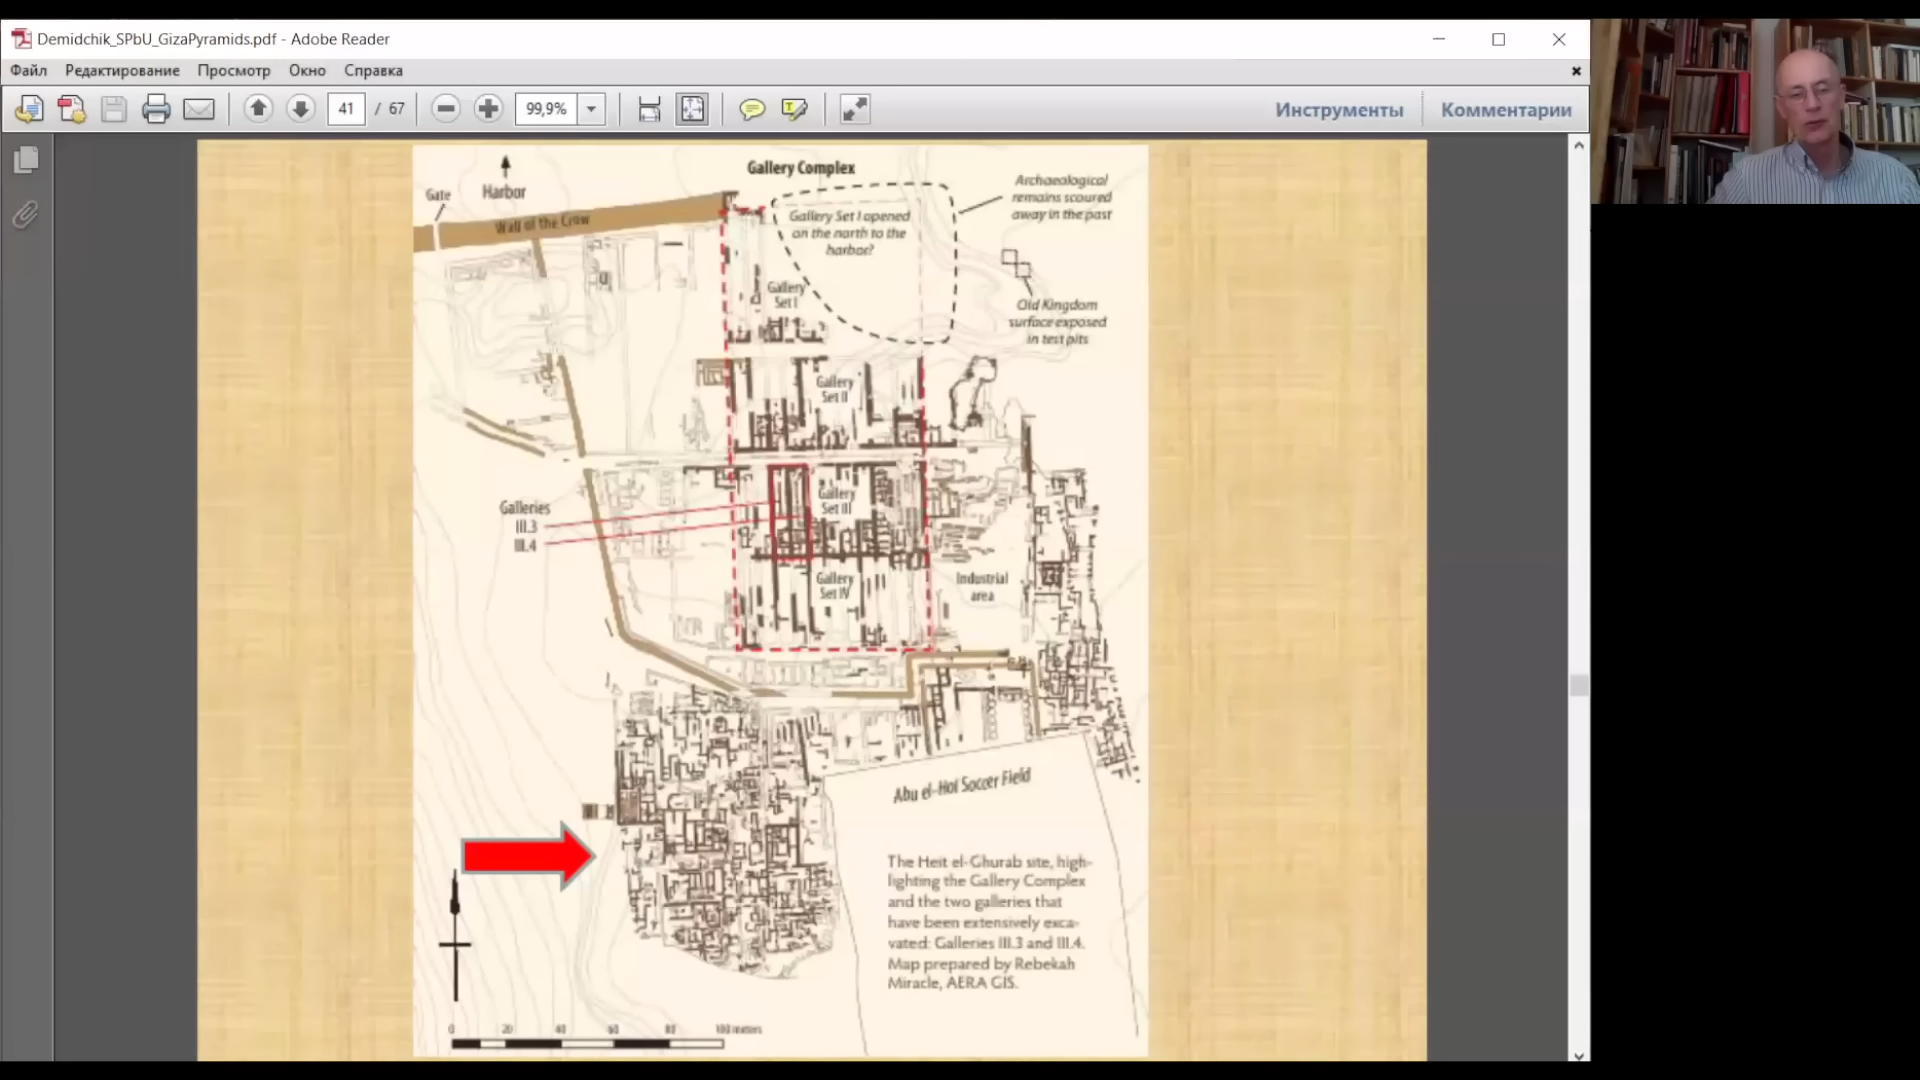 Demidchik_SPbU_GizaPyramids.pdf - Adobe Reader
Файл Редактирование Просмотр Окно Справка
41 / 67 99,9% Инструменты Комментарии
Gallery Complex
Gate
Harbor
Wall of the Crow
Gallery Set I opened
on the north to the
harbor?
Archaeological
remains scoured
away in the past
Gallery
Set I
Old Kingdom
surface exposed
in test pits
Gallery
Set II
Galleries
III.3
III.4
Gallery
Set III
Gallery
Set IV
Industrial
area
Abu el-Hol Soccer Field
The Heit el-Ghurab site, high-
lighting the Gallery Complex
and the two galleries that
have been extensively exca-
vated: Galleries III.3 and III.4.
Map prepared by Rebekah
Miracle, AERA GIS.
0 20 40 60 80 100 meters